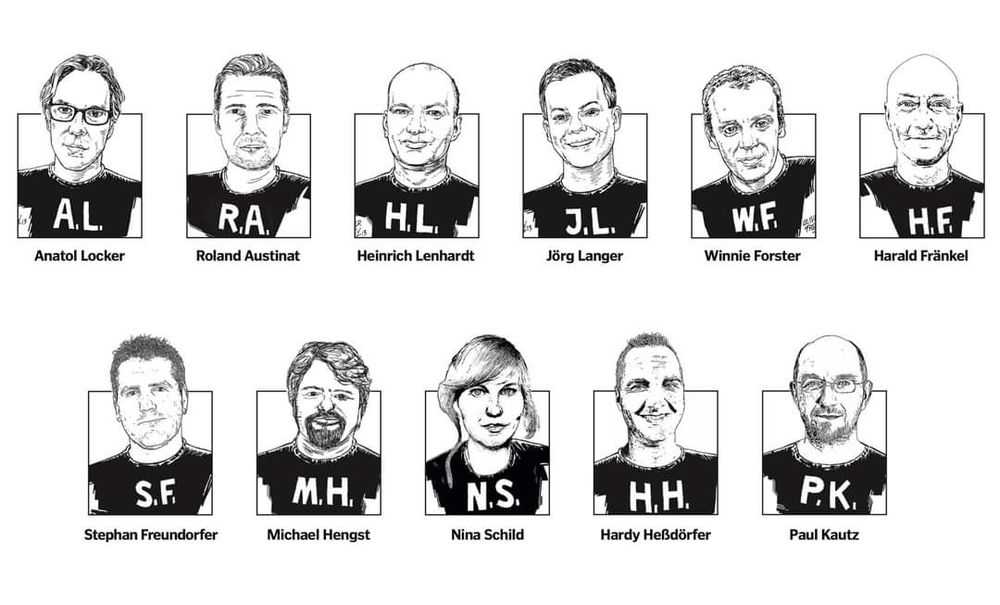 A.L.
R.A.
H.L.
J.L.
W.F.
H.F.
Anatol Locker
Roland Austinat
Heinrich Lenhardt
Jörg Langer
Winnie Forster
Harald Fränkel
S.F.
M.H.
N.S.
H.H.
P.K.
Stephan Freundorfer
Michael Hengst
Nina Schild
Hardy Heßdörfer
Paul Kautz